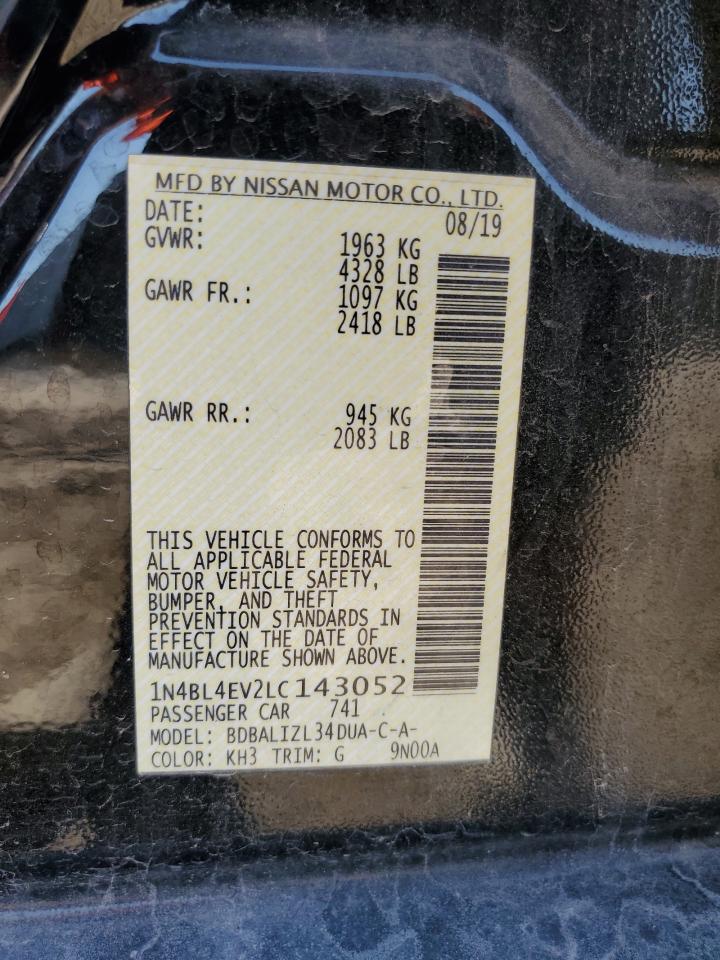 MFD BY NISSAN MOTOR CO., LTD.
DATE: 08/19
GVWR: 1963 KG
4328 LB
GAWR FR.: 1097 KG
2418 LB
GAWR RR.: 945 KG
2083 LB
THIS VEHICLE CONFORMS TO
ALL APPLICABLE FEDERAL
MOTOR VEHICLE SAFETY,
BUMPER, AND THEFT
PREVENTION STANDARDS IN
EFFECT ON THE DATE OF
MANUFACTURE SHOWN ABOVE.
1N4BL4EV2LC143052
PASSENGER CAR 741
MODEL: BDBALIZL34DUA-C-A-
COLOR: KH3 TRIM: G 9N00A